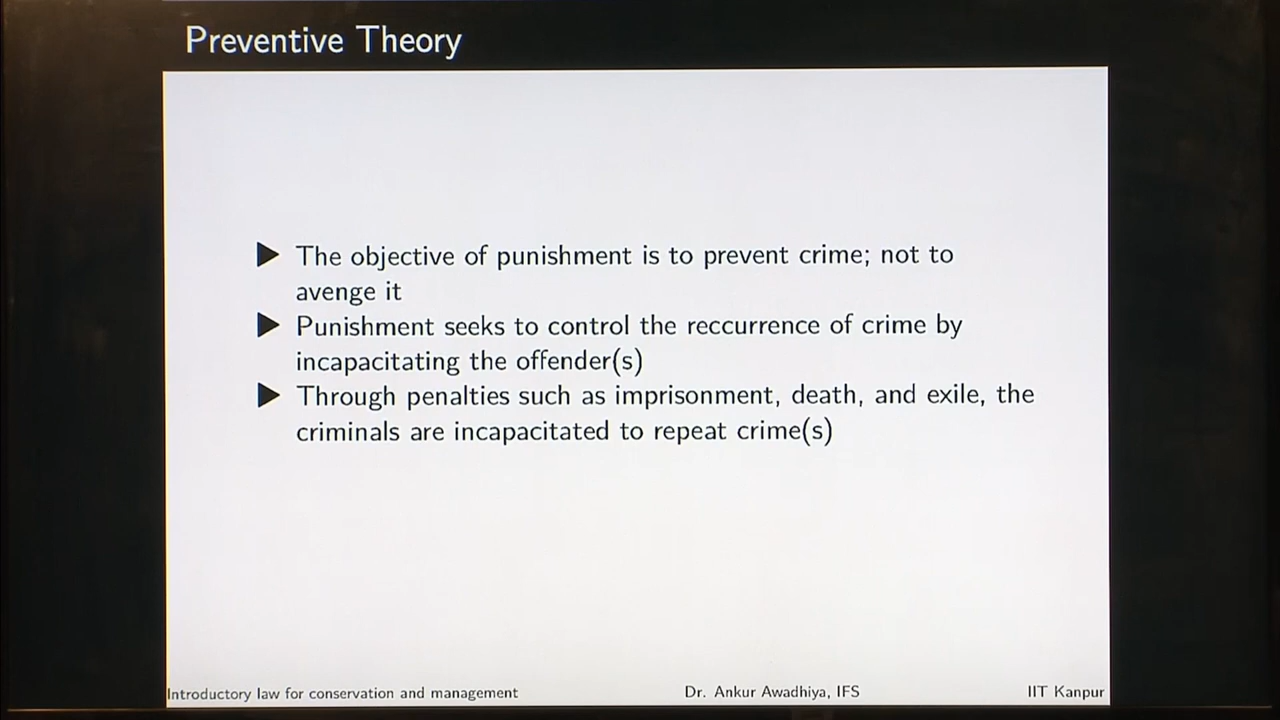 Preventive Theory
▶ The objective of punishment is to prevent crime; not to
avenge it
▶ Punishment seeks to control the reccurrence of crime by
incapacitating the offender(s)
▶ Through penalties such as imprisonment, death, and exile, the
criminals are incapacitated to repeat crime(s)
Introductory law for conservation and management Dr. Ankur Awadhiya, IFS IIT Kanpur